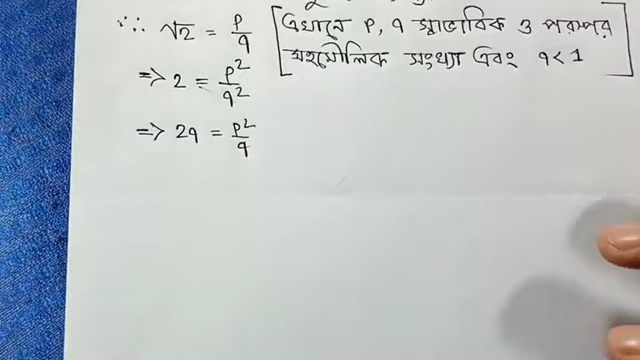 ∴ √2 = p/q [এখানে p, q স্বাভাবিক ও পরস্পর সহমৌলিক সংখ্যা এবং q < 1]
=> 2 = p²/q²
=> 2q = p²/q